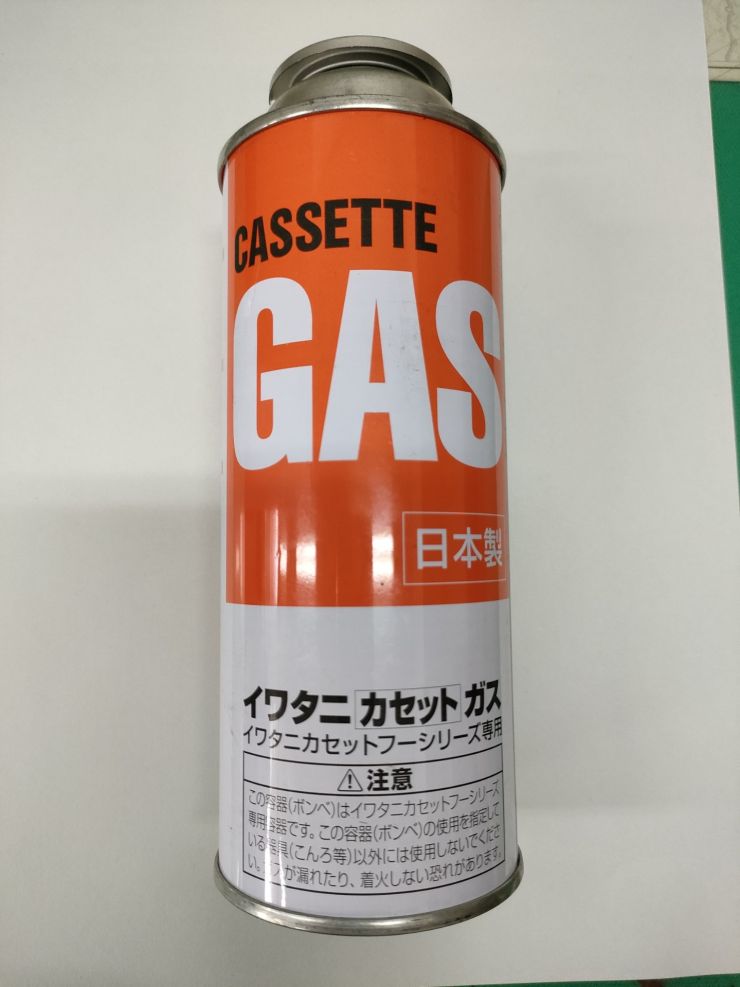 CASSETTE
GAS
日本製
イワタニ カセット ガス
イワタニカセットフーシリーズ専用
⚠注意
この容器(ボンベ)はイワタニカセットフーシリーズ
専用容器です。この容器(ボンベ)の使用を指定して
いる器具(こんろ等)以外には使用しないでくださ
い。ガスが漏れたり、着火しない恐れがあります。